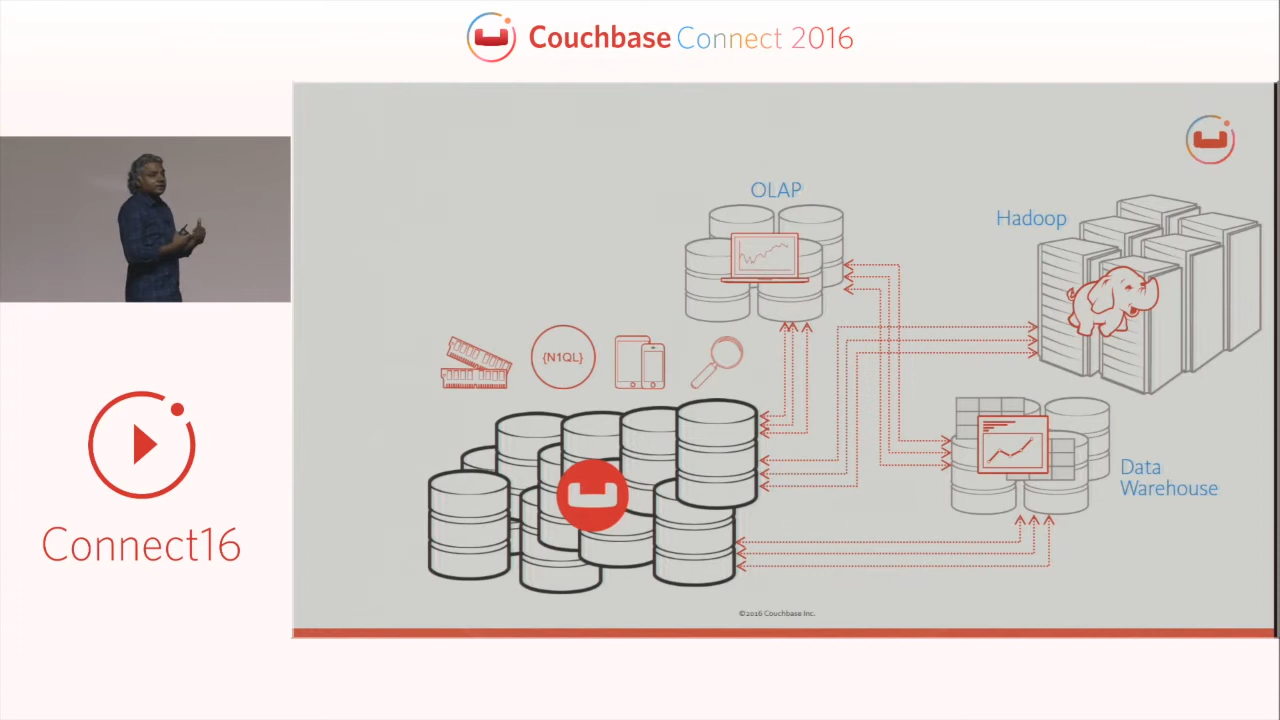 Couchbase Connect 2016
OLAP
Hadoop
{N1QL}
Data
Warehouse
Connect16
©2016 Couchbase Inc.